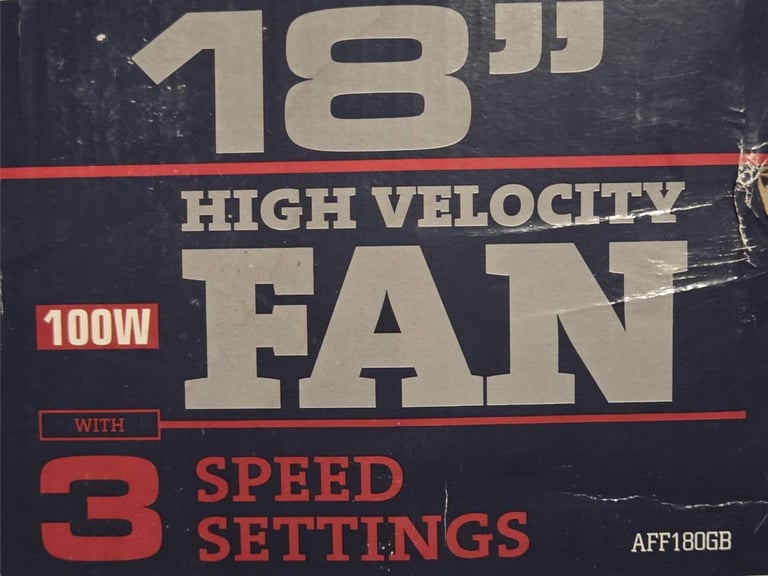 18”
HIGH VELOCITY
FAN
100W
WITH
3 SPEED
SETTINGS
AFF180GB